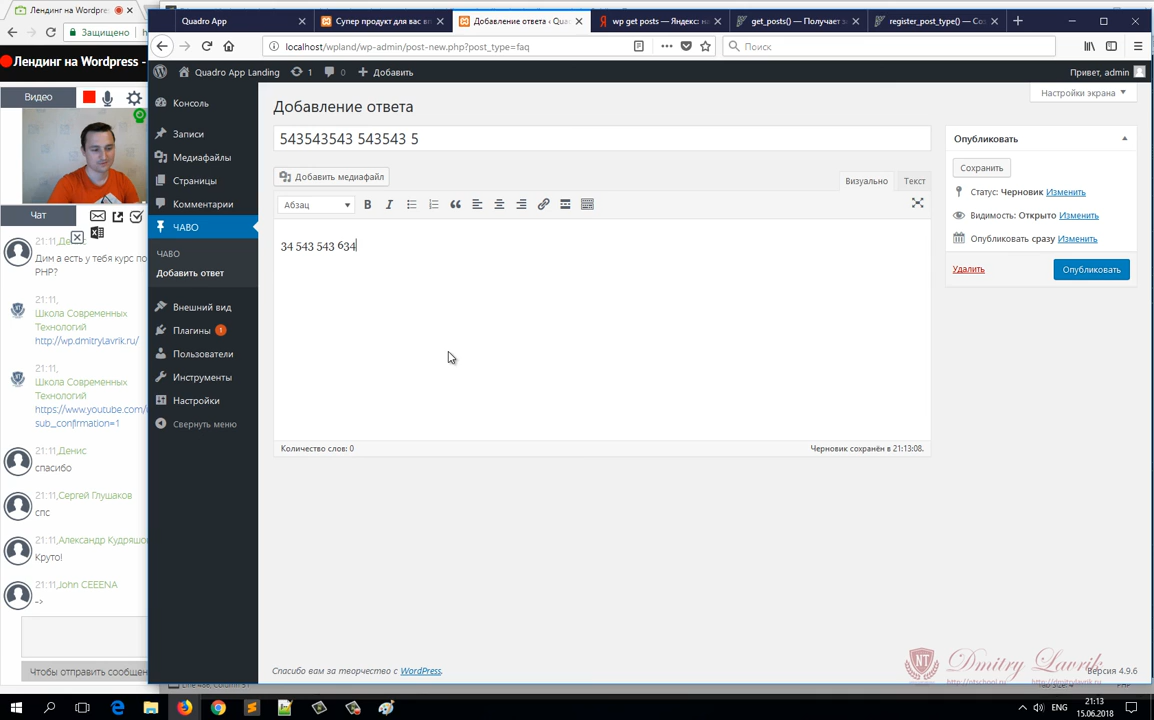 Quadro App
Супер продукт для вас вп
Добавление ответа ‹ Qua
wp get posts — Яндекс: на
get_posts() — Получает за
register_post_type() — Со
Защищено
localhost/wpland/wp-admin/post-new.php?post_type=faq
Поиск
Лендинг на Wordpress -
Quadro App Landing
1
0
Добавить
Привет, admin
Видео
Чат
21:11,Де
Дим а есть у тебя курс по
PHP?
21:11,
Школа Современных
Технологий
http://wp.dmitrylavrik.ru/
21:11,
Школа Современных
Технологий
https://www.youtube.com/
sub_confirmation=1
21:11,Денис
спасибо
21:11,Сергей Глушаков
спс
21:11,Александр Кудряшо
Круто!
21:11,John CEEENA
–>
Чтобы отправить сообщен
Консоль
Записи
Медиафайлы
Страницы
Комментарии
ЧАВО
ЧАВО
Добавить ответ
Внешний вид
Плагины 1
Пользователи
Инструменты
Настройки
Свернуть меню
Настройки экрана
Добавление ответа
543543543 543543 5
Добавить медиафайл
Визуально
Текст
Абзац
34 543 543 634
Количество слов: 0
Черновик сохранён в 21:13:08.
Опубликовать
Сохранить
Статус: Черновик Изменить
Видимость: Открыто Изменить
Опубликовать сразу Изменить
Удалить
Опубликовать
Спасибо вам за творчество с WordPress.
Версия 4.9.6
NT
Dmitry Lavrik
ENG
21:13
15.06.2018